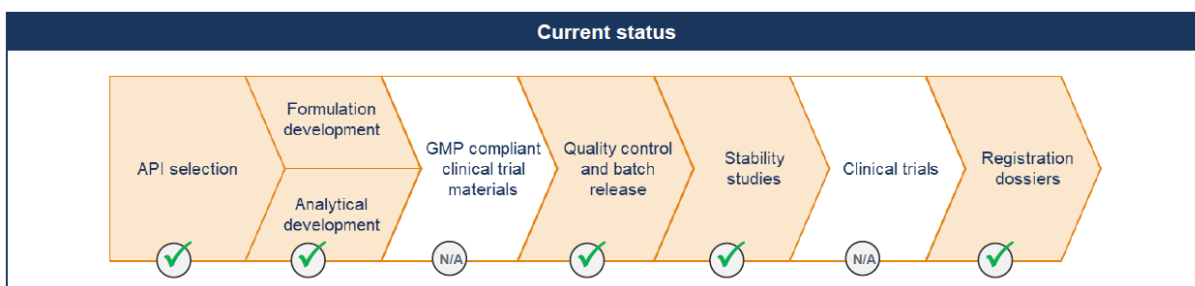 Current status
API selection
Formulation
development
Analytical
development
GMP compliant
clinical trial
materials
Quality control
and batch
release
Stability
studies
Clinical trials
Registration
dossiers
N/A
N/A